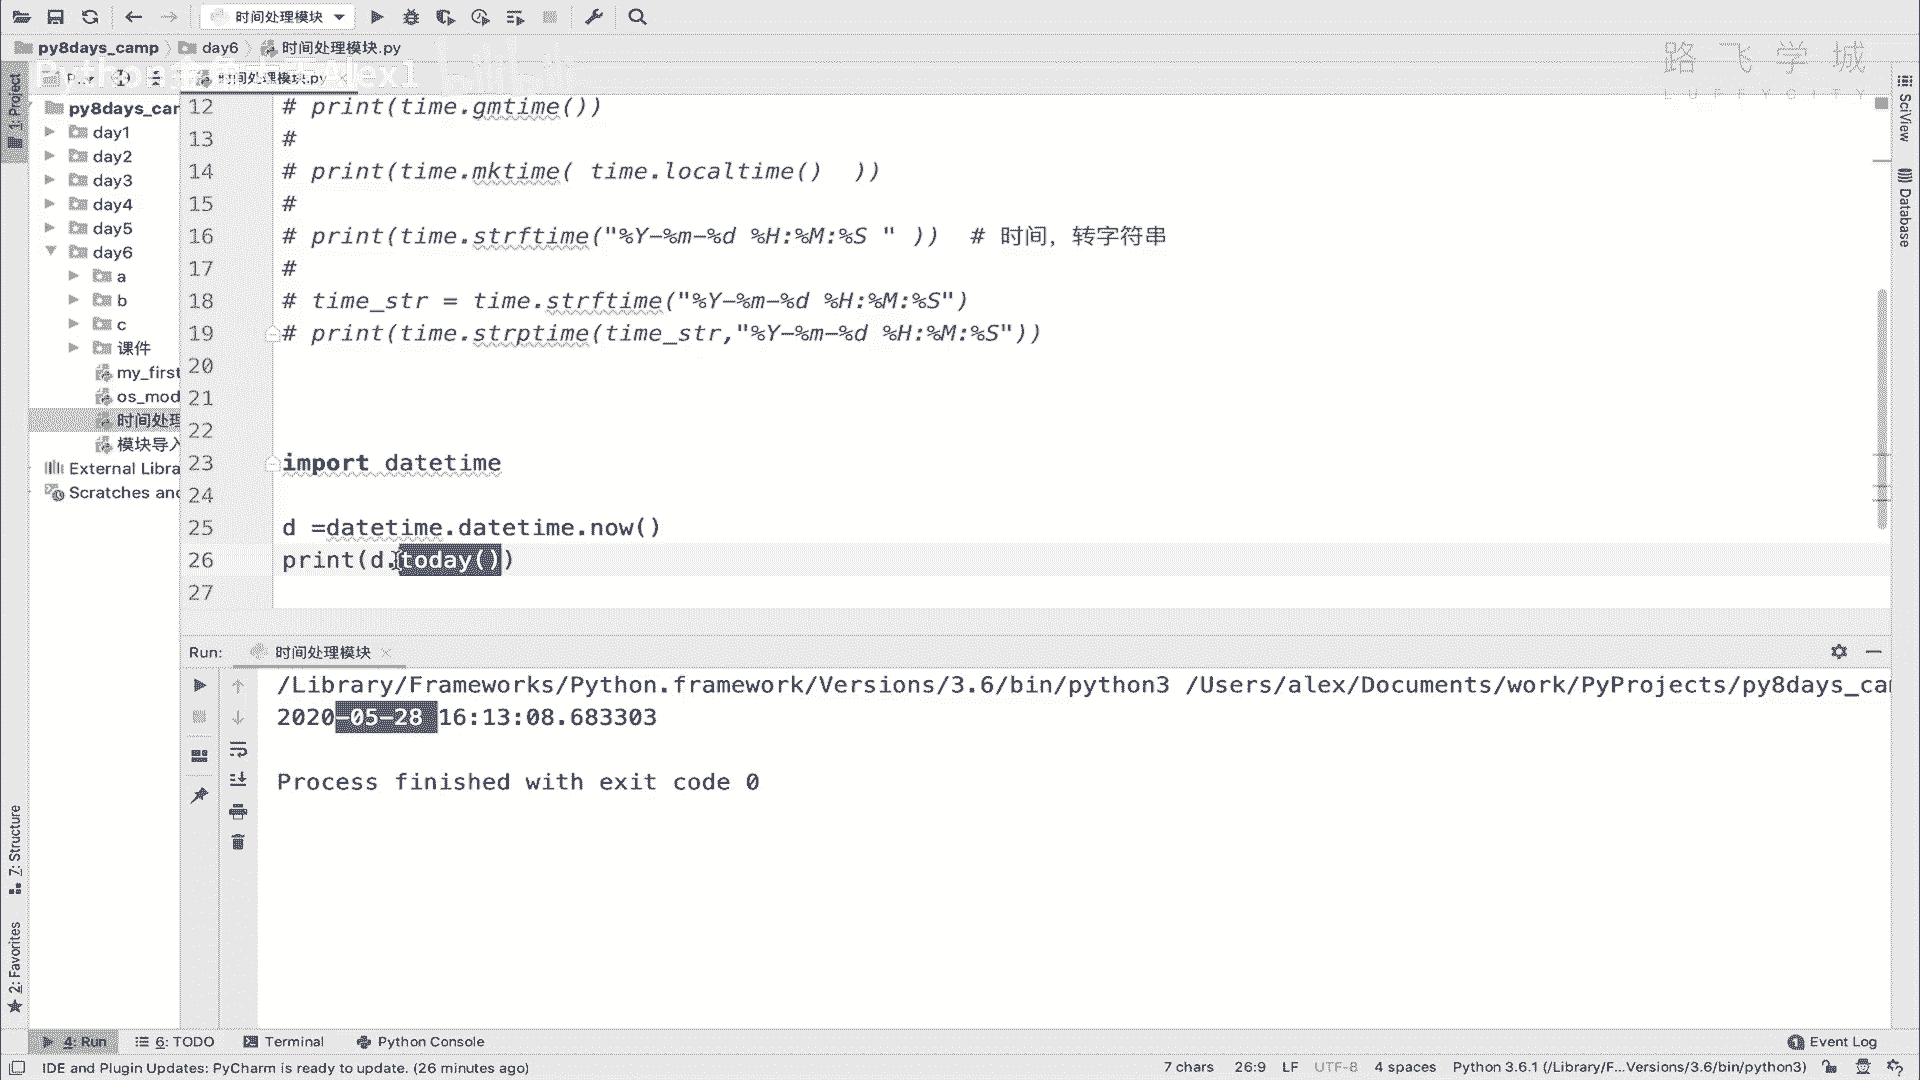 时间处理模块
py8days_camp day6 时间处理模块.py
路飞学城
LUFFYCITY
P...
时间处理模块.py
1: Project
py8days_car
day1
day2
day3
day4
day5
day6
a
b
c
课件
my_first
os_mod
时间处理
模块导入
External Libra
Scratches and
12 # print(time.gmtime())
13 #
14 # print(time.mktime( time.localtime()  ))
15 #
16 # print(time.strftime("%Y-%m-%d %H:%M:%S " ))  # 时间，转字符串
17 #
18 # time_str = time.strftime("%Y-%m-%d %H:%M:%S")
19 # print(time.strptime(time_str,"%Y-%m-%d %H:%M:%S"))
20
21
22
23 import datetime
24
25 d =datetime.datetime.now()
26 print(d.today())
27
SciView
Database
Run: 时间处理模块
/Library/Frameworks/Python.framework/Versions/3.6/bin/python3 /Users/alex/Documents/work/PyProjects/py8days_ca
2020-05-28 16:13:08.683303
Process finished with exit code 0
7: Structure
2: Favorites
4: Run 6: TODO Terminal Python Console Event Log
IDE and Plugin Updates: PyCharm is ready to update. (26 minutes ago) 7 chars 26:9 LF UTF-8 4 spaces Python 3.6.1 (/Library/F...Versions/3.6/bin/python3)